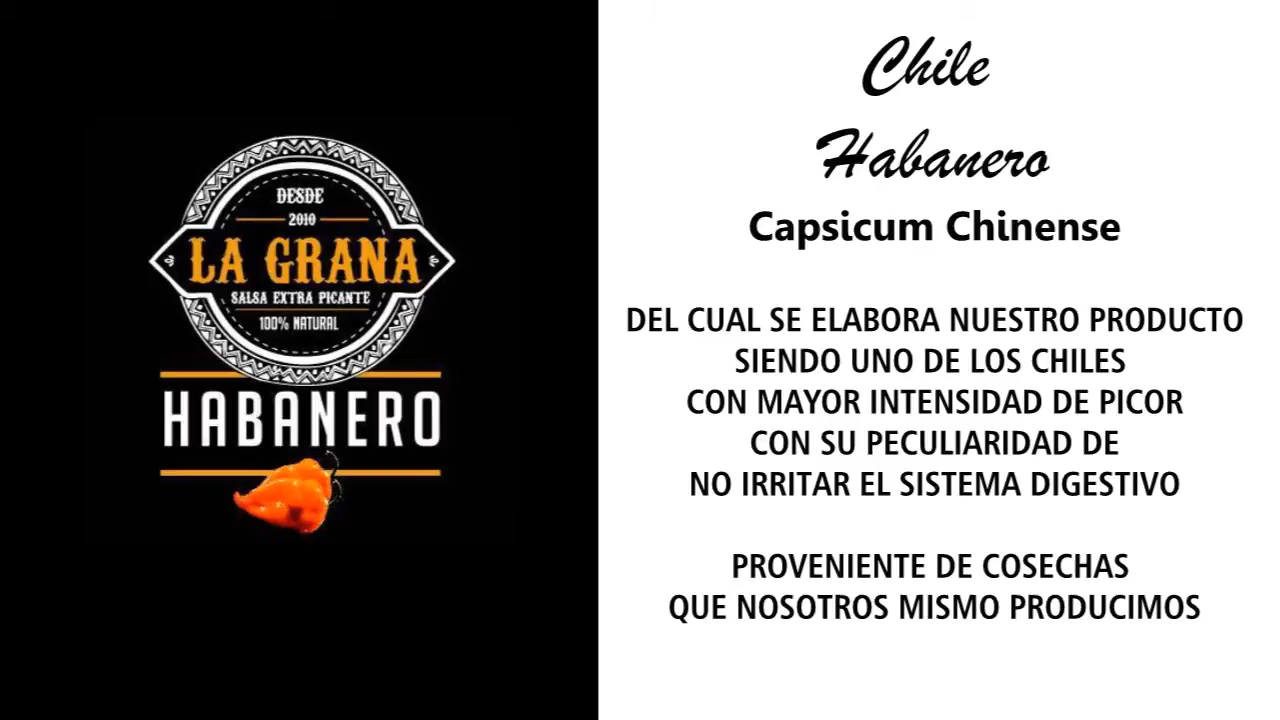 DESDE
2010
LA GRANA
SALSA EXTRA PICANTE
100% NATURAL
HABANERO
Chile
Habanero
Capsicum Chinense
DEL CUAL SE ELABORA NUESTRO PRODUCTO
SIENDO UNO DE LOS CHILES
CON MAYOR INTENSIDAD DE PICOR
CON SU PECULIARIDAD DE
NO IRRITAR EL SISTEMA DIGESTIVO
PROVENIENTE DE COSECHAS
QUE NOSOTROS MISMO PRODUCIMOS